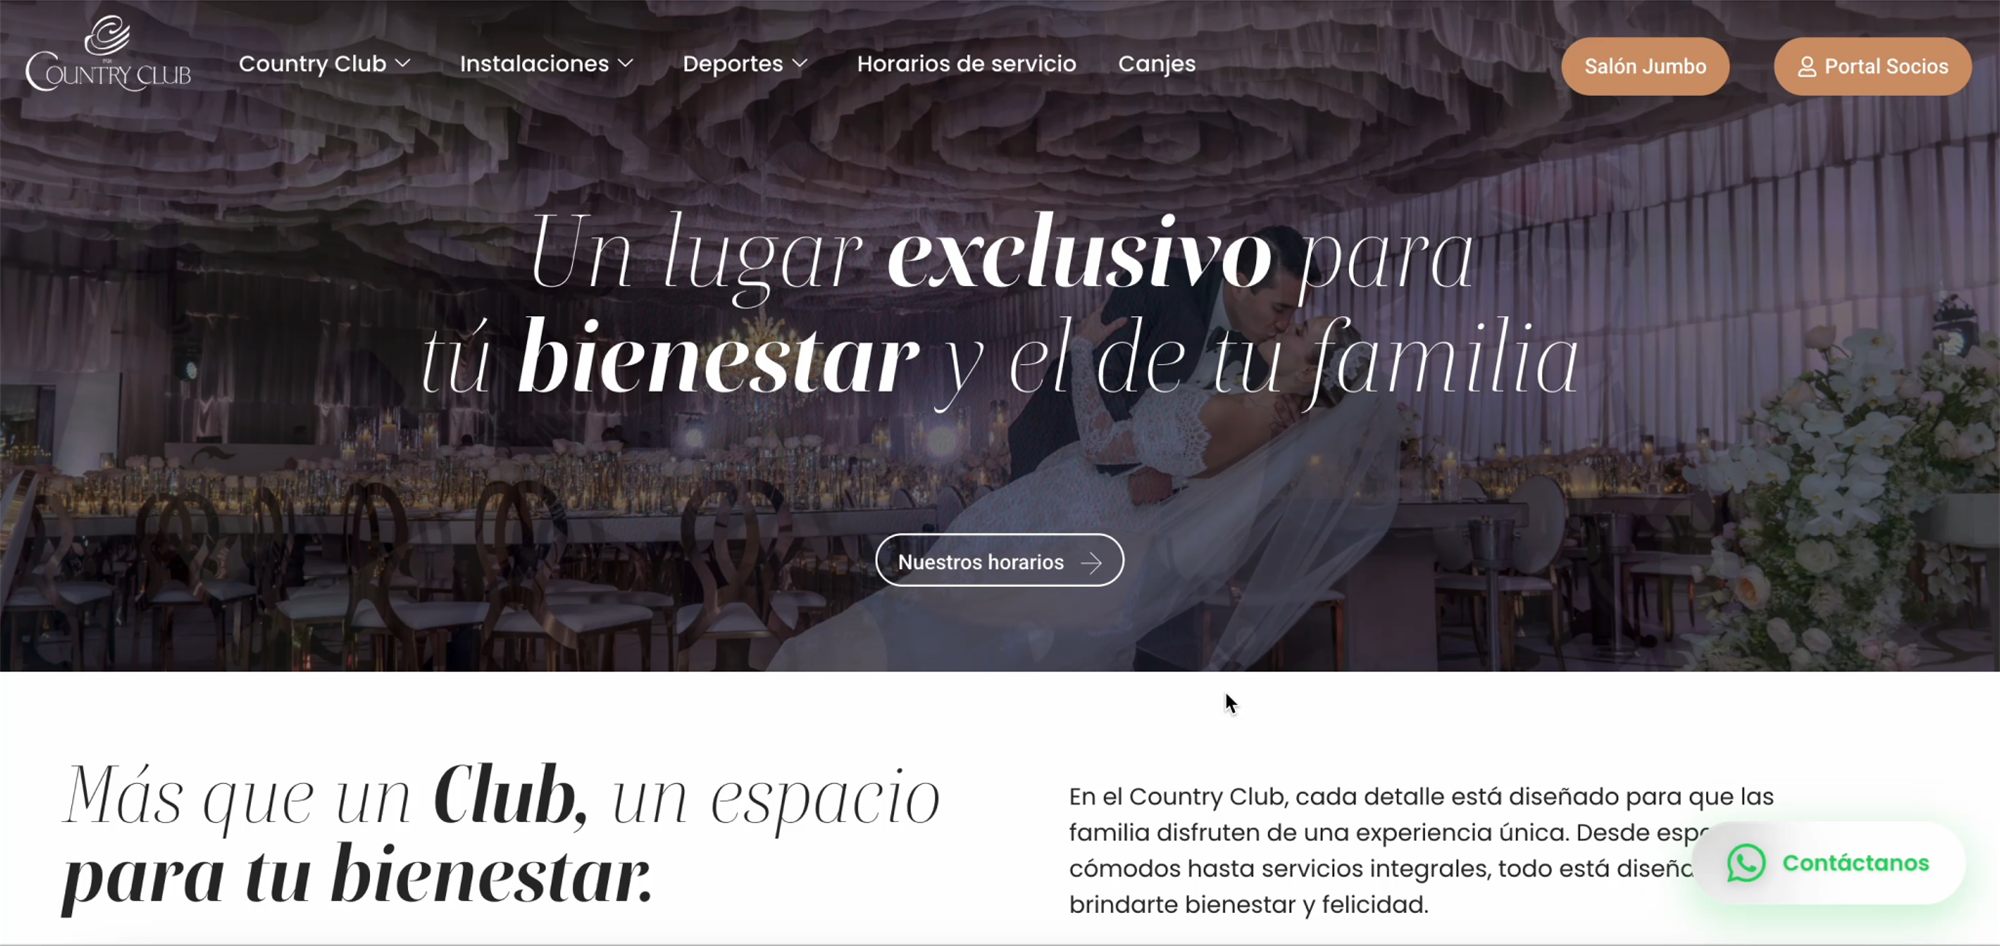 COUNTRY CLUB
Country Club
Instalaciones
Deportes
Horarios de servicio
Canjes
Salón Jumbo
Portal Socios
Un lugar exclusivo para
tú bienestar y el de tu familia
Nuestros horarios
Más que un Club, un espacio
para tu bienestar.
En el Country Club, cada detalle está diseñado para que las
familia disfruten de una experiencia única. Desde
cómodos hasta servicios integrales, todo está
brindarte bienestar y felicidad.
Contáctanos